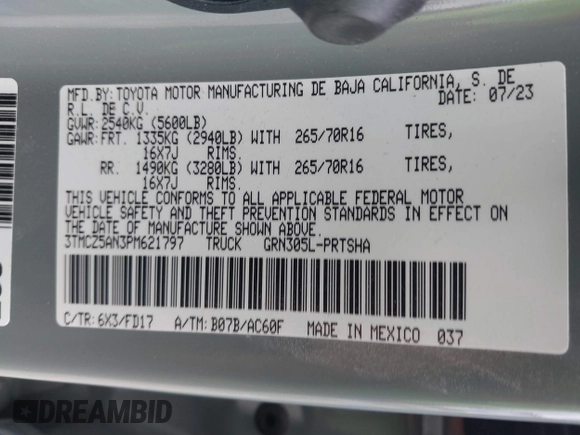 MFD.BY:TOYOTA MOTOR MANUFACTURING DE BAJA CALIFORNIA, S. DE
R.L. DE C.V. DATE: 07/23
GVWR:2540KG (5600LB)
GAWR:FRT. 1335KG (2940LB) WITH 265/70R16 TIRES,
16X7J RIMS.
RR. 1490KG (3280LB) WITH 265/70R16 TIRES,
16X7J RIMS.
THIS VEHICLE CONFORMS TO ALL APPLICABLE FEDERAL MOTOR
VEHICLE SAFETY AND THEFT PREVENTION STANDARDS IN EFFECT ON
THE DATE OF MANUFACTURE SHOWN ABOVE.
3TMCZ5AN3PM621797 TRUCK GRN305L-PRTSHA
C/TR:6X3/FD17 A/TM:B07B/AC60F MADE IN MEXICO 037
DREAMBID